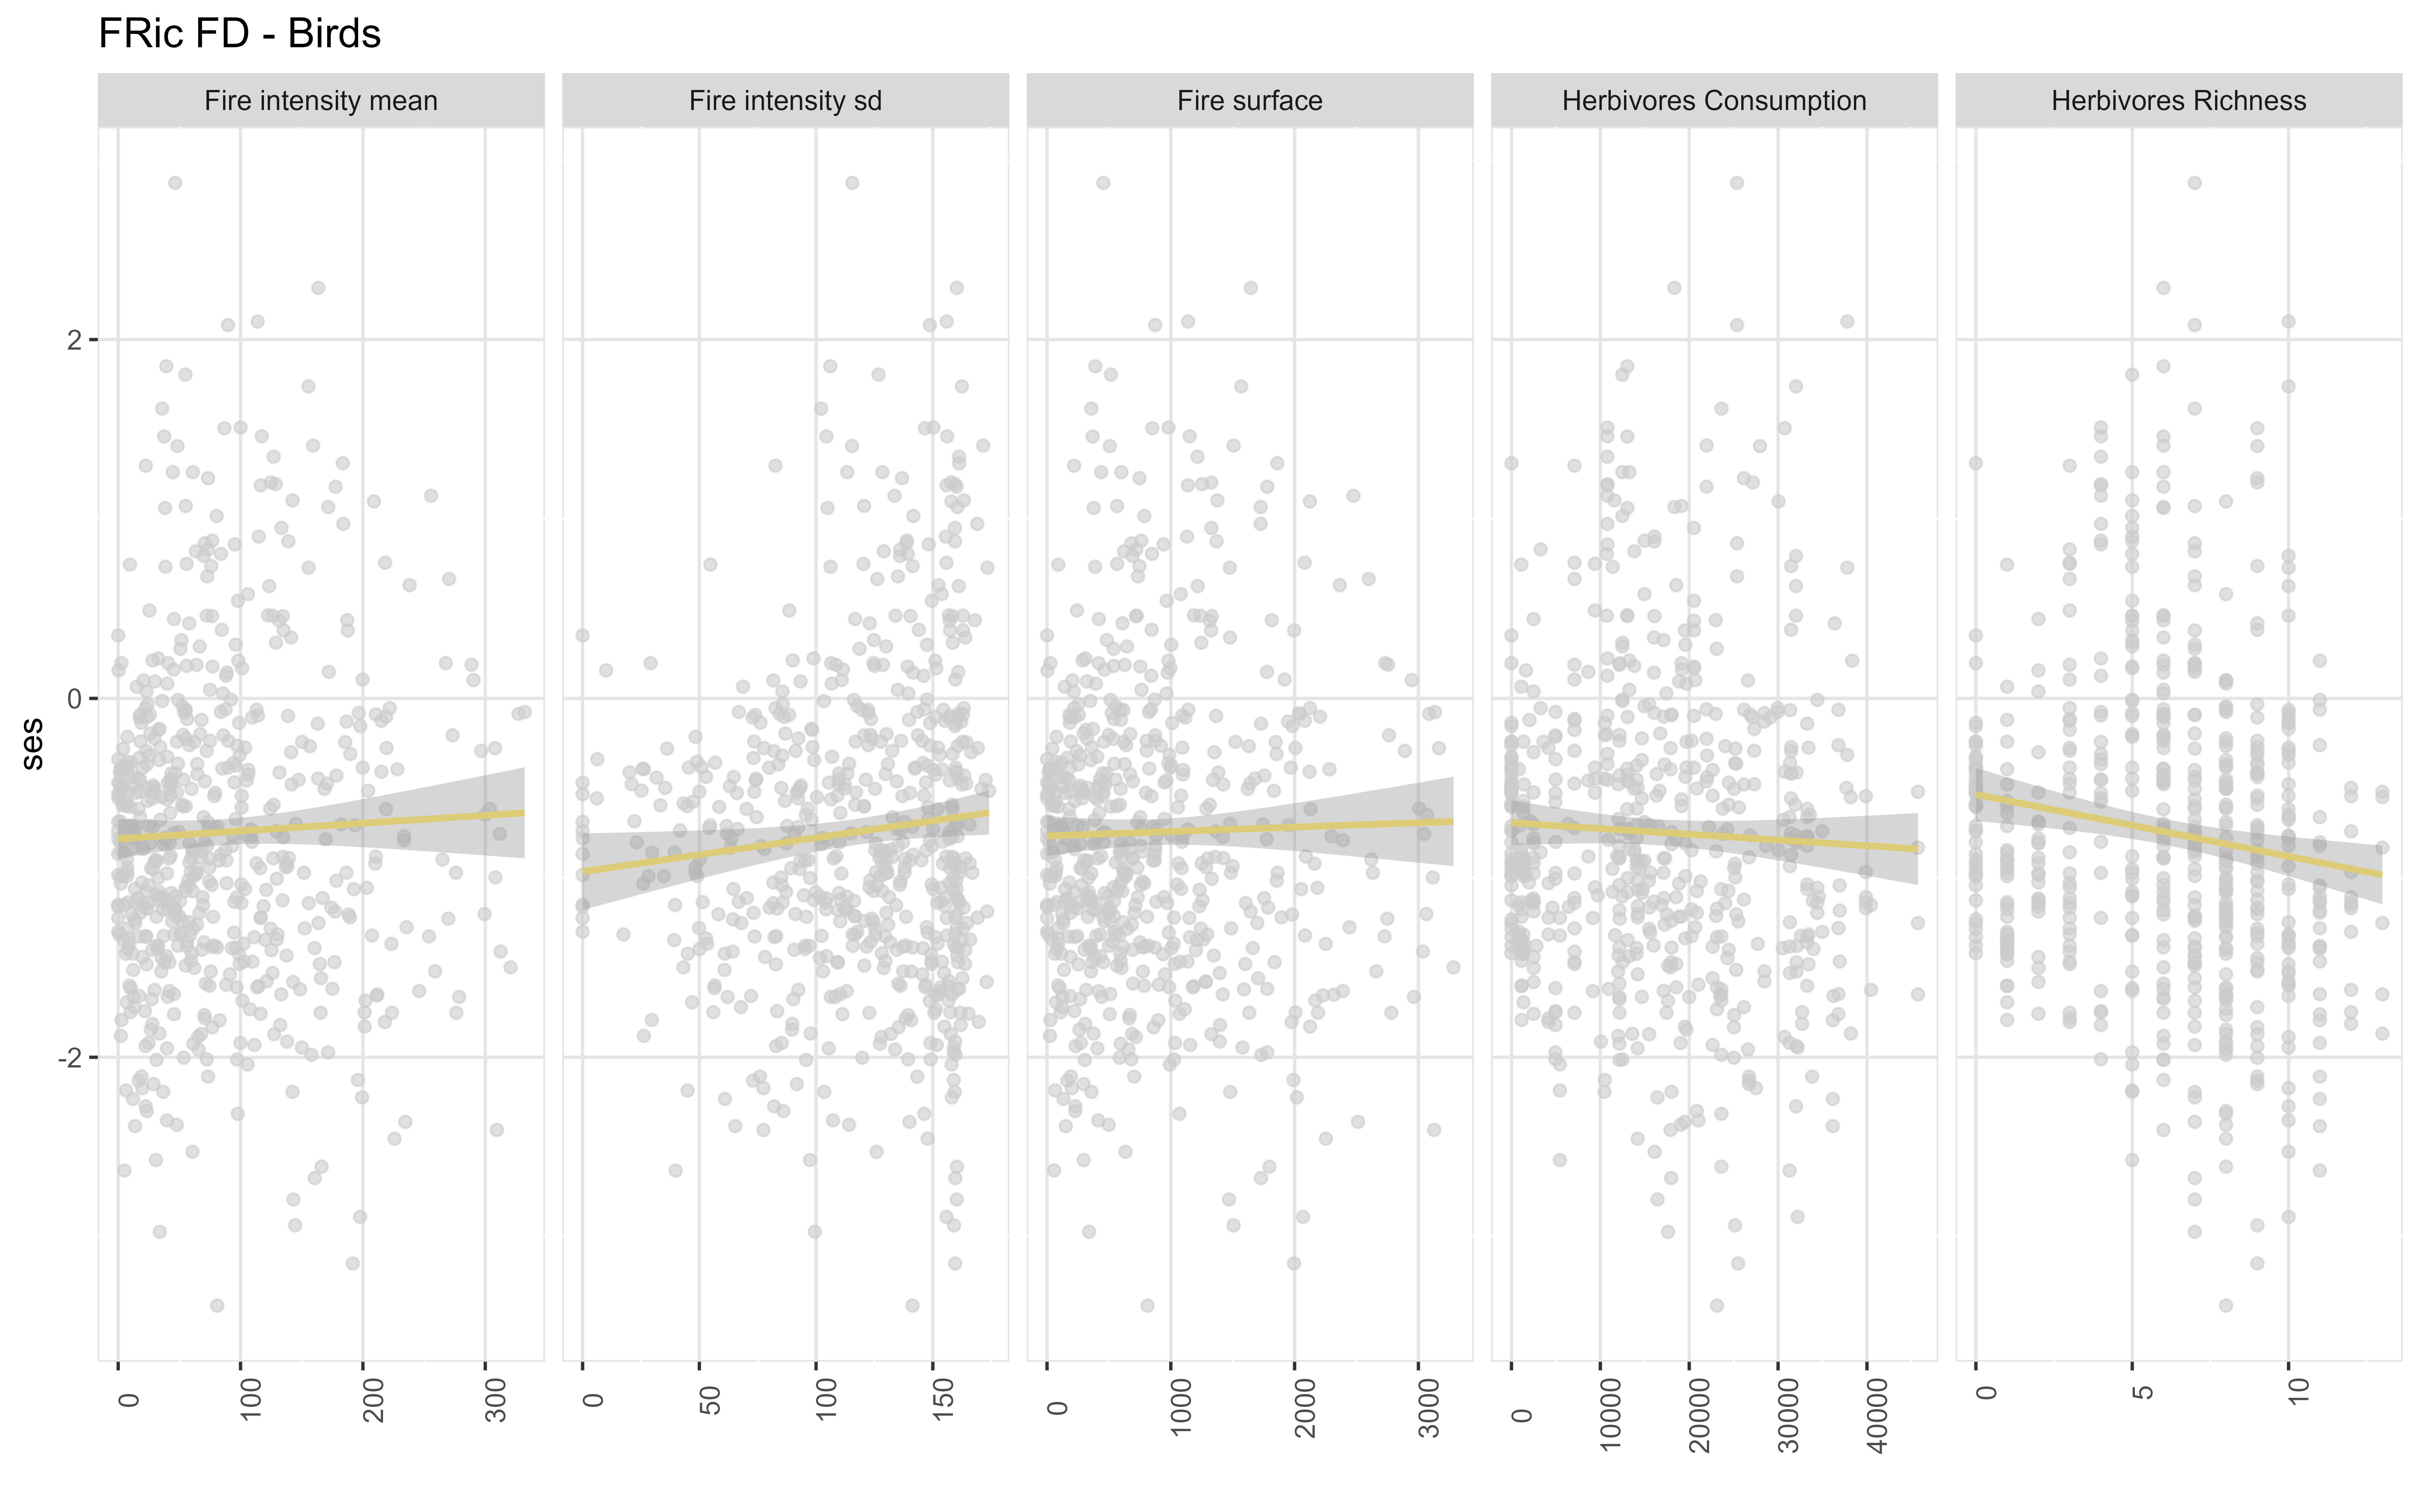 FRic FD - Birds
Fire intensity mean
Fire intensity sd
Fire surface
Herbivores Consumption
Herbivores Richness
ses
2
0
-2
0 100 200 300
0 50 100 150
0 1000 2000 3000
0 10000 20000 30000 40000
0 5 10